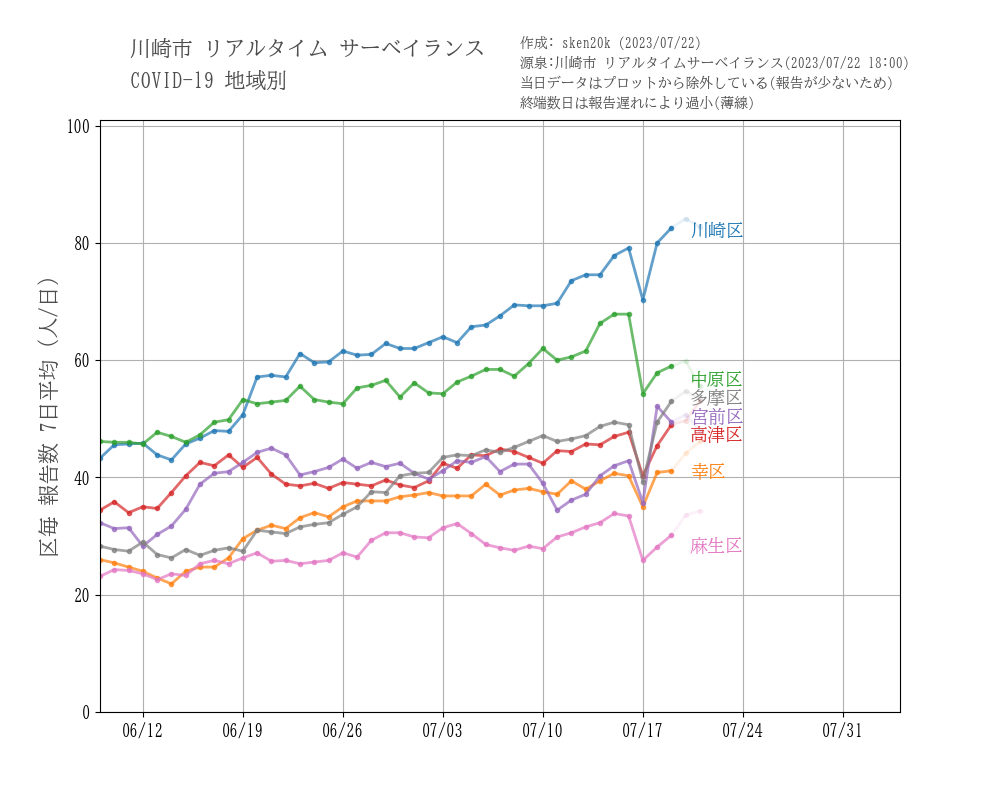 川崎市 リアルタイム サーベイランス
COVID-19 地域別
作成: sken20k (2023/07/22)
源泉:川崎市 リアルタイムサーベイランス(2023/07/22 18:00)
当日データはプロットから除外している(報告が少ないため)
終端数日は報告遅れにより過小(薄線)
区毎 報告数 7日平均 (人/日)
100
80
60
40
20
0
川崎区
中原区
多摩区
宮前区
高津区
幸区
麻生区
06/12 06/19 06/26 07/03 07/10 07/17 07/24 07/31